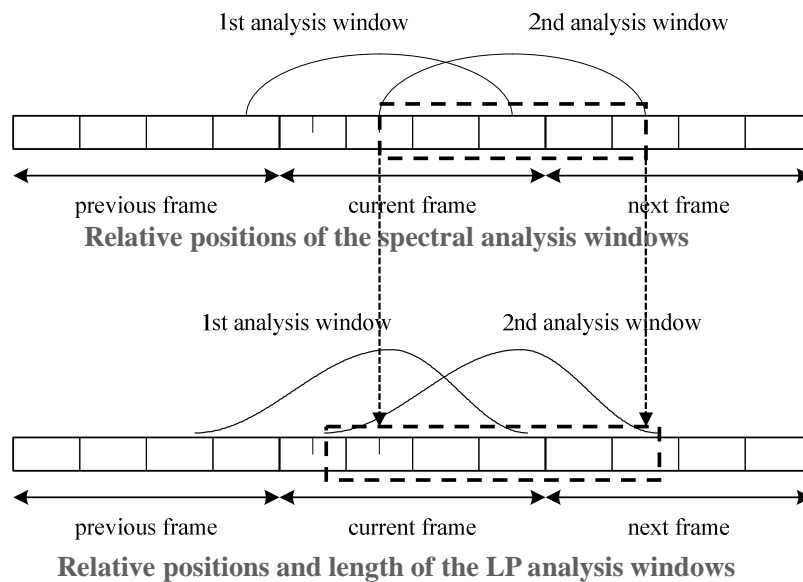 1st analysis window 2nd analysis window
previous frame current frame next frame
Relative positions of the spectral analysis windows
1st analysis window 2nd analysis window
previous frame current frame next frame
Relative positions and length of the LP analysis windows